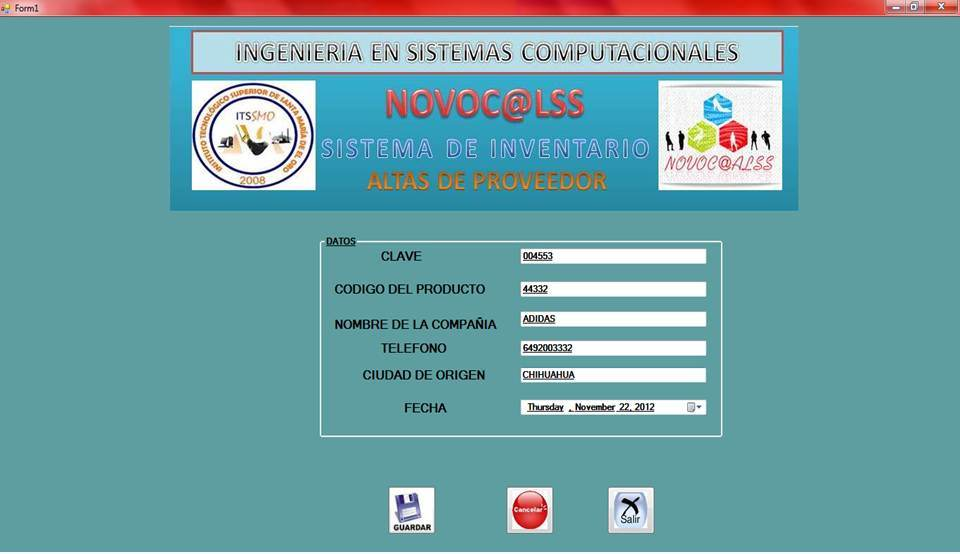 Form1
INGENIERIA EN SISTEMAS COMPUTACIONALES
INSTITUTO TECNOLÓGICO SUPERIOR DE SANTA MARÍA DE EL ORO
ITSSMO
2008
NOVOC@LSS
SISTEMA DE INVENTARIO
ALTAS DE PROVEEDOR
NOVOC@ALSS
DATOS
CLAVE 004553
CODIGO DEL PRODUCTO 44332
NOMBRE DE LA COMPAÑIA ADIDAS
TELEFONO 6492003332
CIUDAD DE ORIGEN CHIHUAHUA
FECHA Thursday , November 22, 2012
GUARDAR
Cancelar
Salir